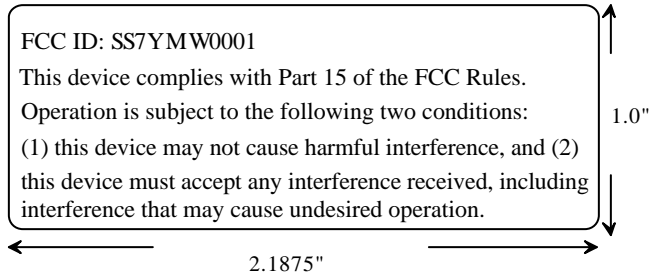 FCC ID: SS7YMW0001
This device complies with Part 15 of the FCC Rules.
Operation is subject to the following two conditions:
1.0"
(1) this device may not cause harmful interference, and (2)
this device must accept any interference received, including
interference that may cause undesired operation.
2.1875"